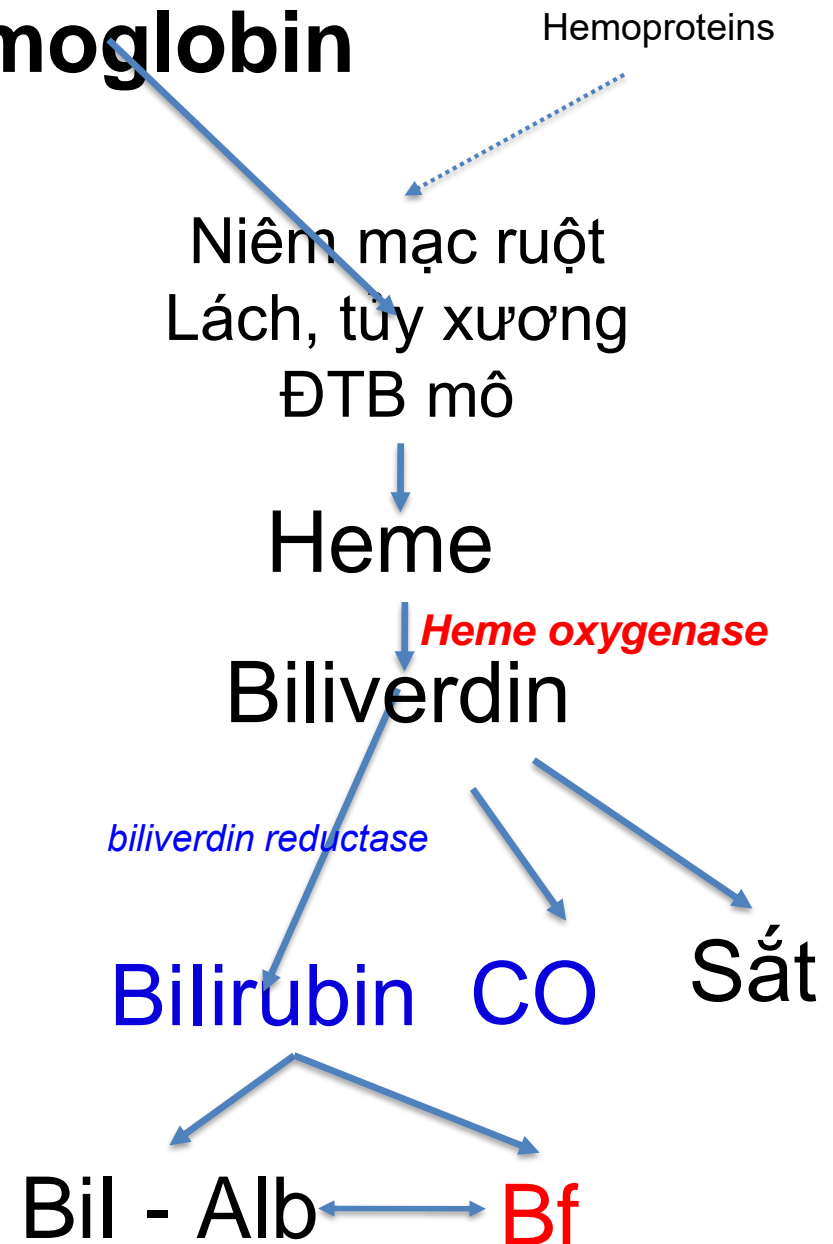 moglobin
Hemoproteins
Niêm mạc ruột
Lách, tủy xương
ĐTB mô
Heme
Heme oxygenase
Biliverdin
biliverdin reductase
Bilirubin CO Sắt
Bil - Alb Bf